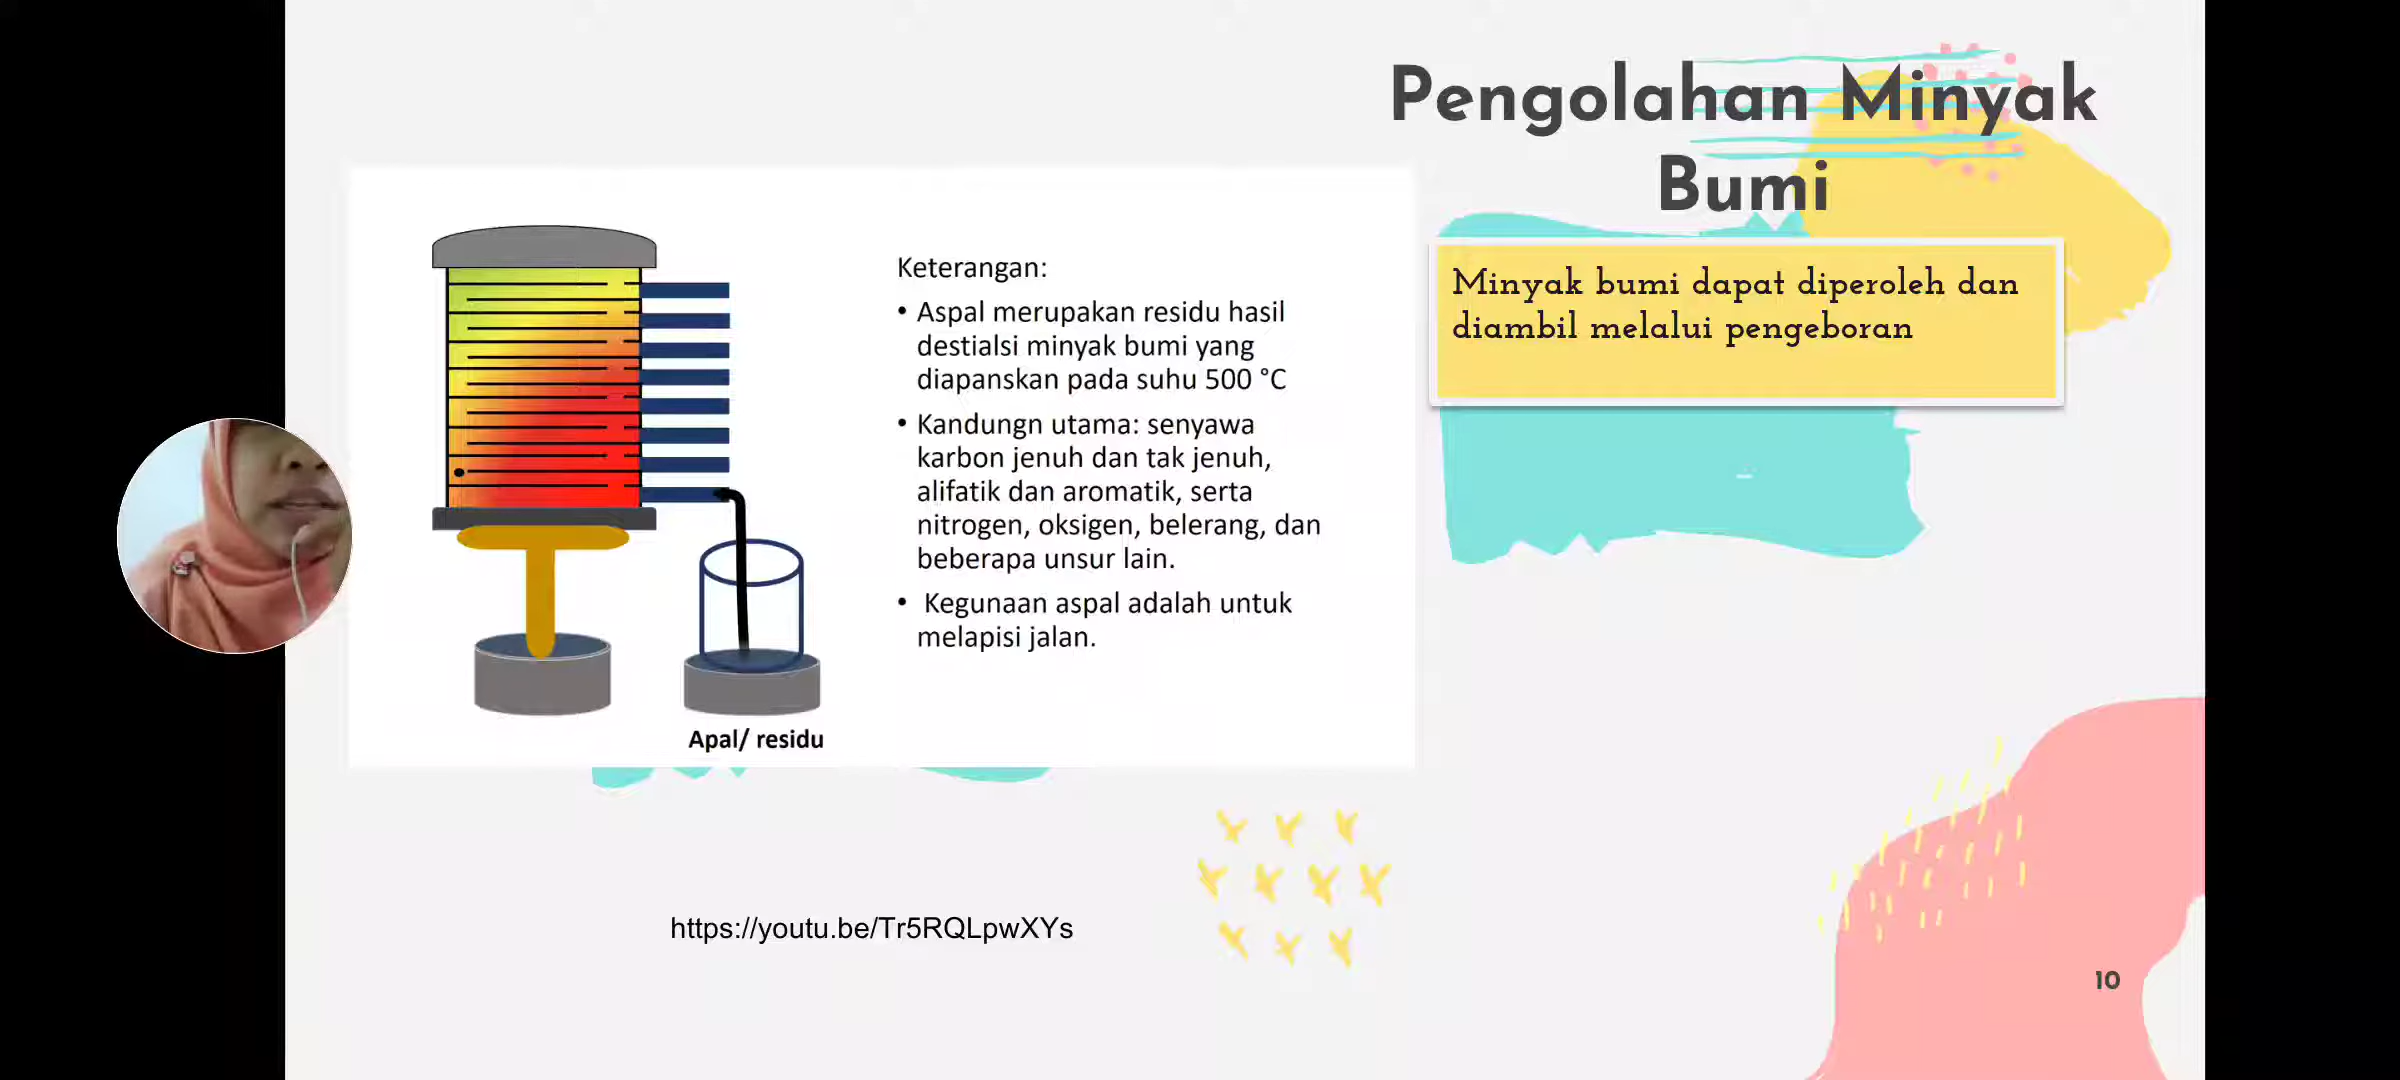 Pengolahan Minyak
Bumi
Minyak bumi dapat diperoleh dan
diambil melalui pengeboran
Keterangan:
• Aspal merupakan residu hasil
destialsi minyak bumi yang
diapanskan pada suhu 500 °C
• Kandungn utama: senyawa
karbon jenuh dan tak jenuh,
alifatik dan aromatik, serta
nitrogen, oksigen, belerang, dan
beberapa unsur lain.
• Kegunaan aspal adalah untuk
melapisi jalan.
Apal/ residu
https://youtu.be/Tr5RQLpwXYs
10